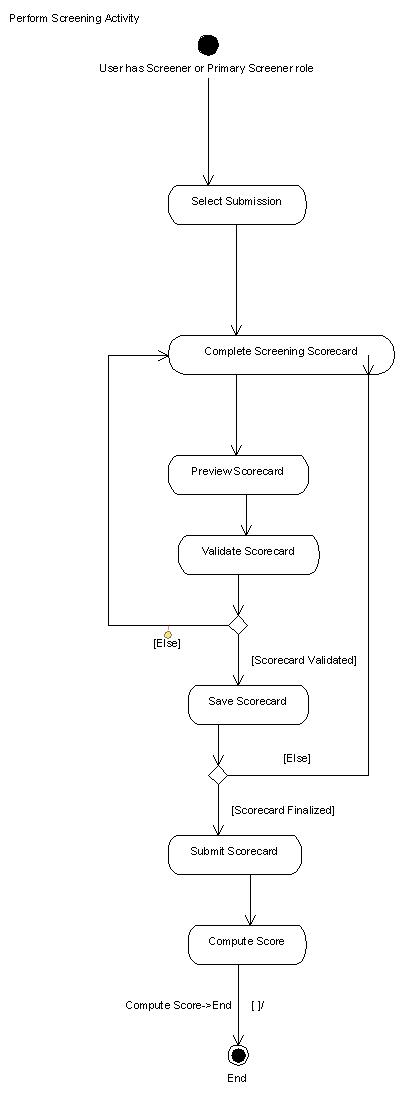 Perform Screening Activity
User has Screener or Primary Screener role
Select Submission
Complete Screening Scorecard
Preview Scorecard
Validate Scorecard
[Else]
[Scorecard Validated]
Save Scorecard
[Else]
[Scorecard Finalized]
Submit Scorecard
Compute Score
Compute Score->End [ ]/
End